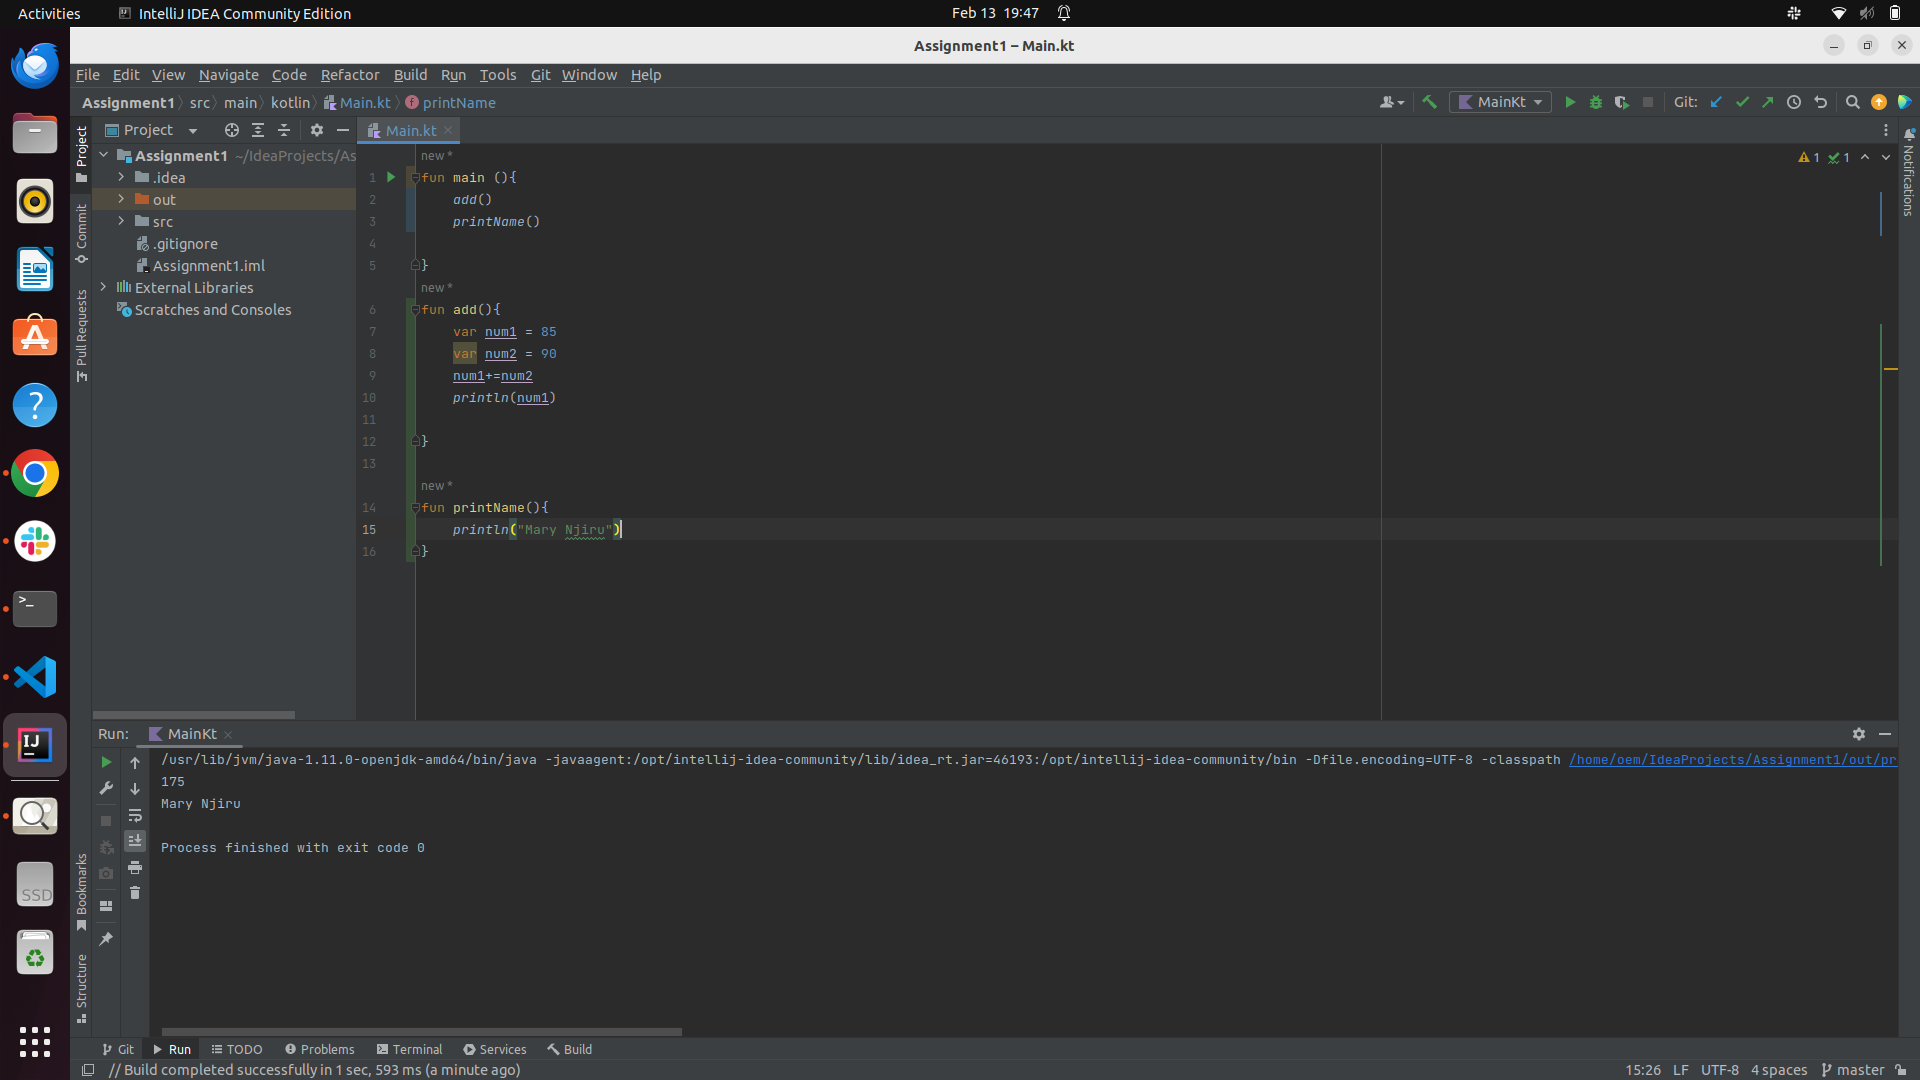 Activities
IntelliJ IDEA Community Edition
Feb 13 19:47
Assignment1 – Main.kt
File Edit View Navigate Code Refactor Build Run Tools Git Window Help
Assignment1 src main kotlin Main.kt printName
MainKt
Git:
Project
Main.kt
Assignment1 ~/IdeaProjects/As
.idea
out
src
.gitignore
Assignment1.iml
External Libraries
Scratches and Consoles
Project
Commit
Pull Requests
Bookmarks
Structure
Notifications
1 1
new *
1 fun main (){
2 add()
3 printName()
4
5 }
new *
6 fun add(){
7 var num1 = 85
8 var num2 = 90
9 num1+=num2
10 println(num1)
11
12 }
13
new *
14 fun printName(){
15 println("Mary Njiru")
16 }
Run: MainKt
/usr/lib/jvm/java-1.11.0-openjdk-amd64/bin/java -javaagent:/opt/intellij-idea-community/lib/idea_rt.jar=46193:/opt/intellij-idea-community/bin -Dfile.encoding=UTF-8 -classpath /home/oem/IdeaProjects/Assignment1/out/pr
175
Mary Njiru
Process finished with exit code 0
>_
IJ
SSD
Git Run TODO Problems Terminal Services Build
// Build completed successfully in 1 sec, 593 ms (a minute ago)
15:26 LF UTF-8 4 spaces master